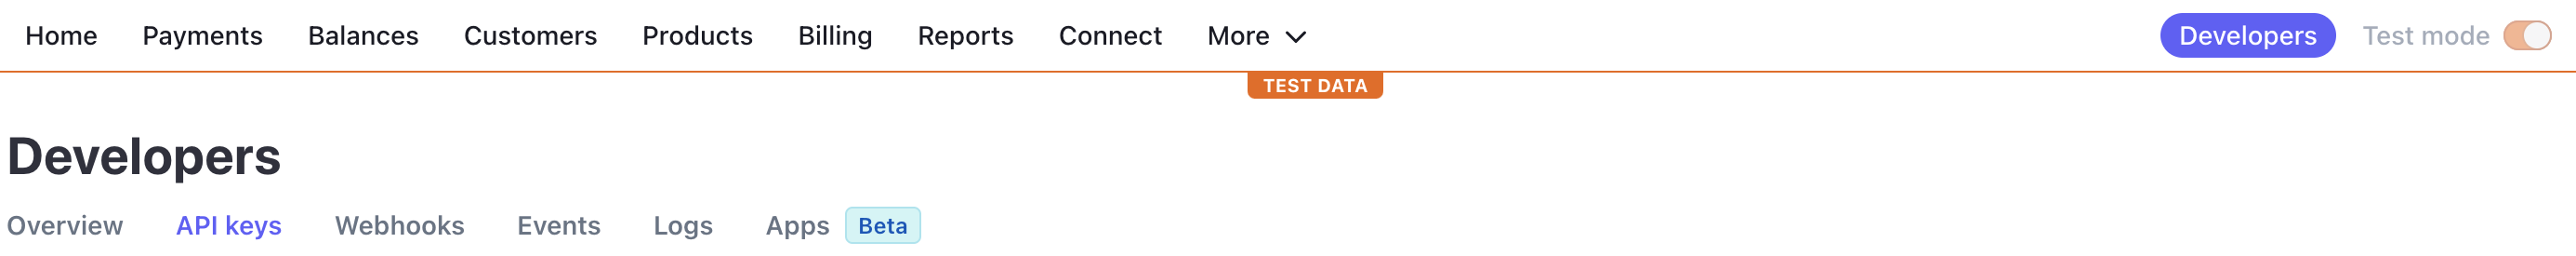 Home Payments Balances Customers Products Billing Reports Connect More Developers Test mode
TEST DATA
Developers
Overview API keys Webhooks Events Logs Apps Beta